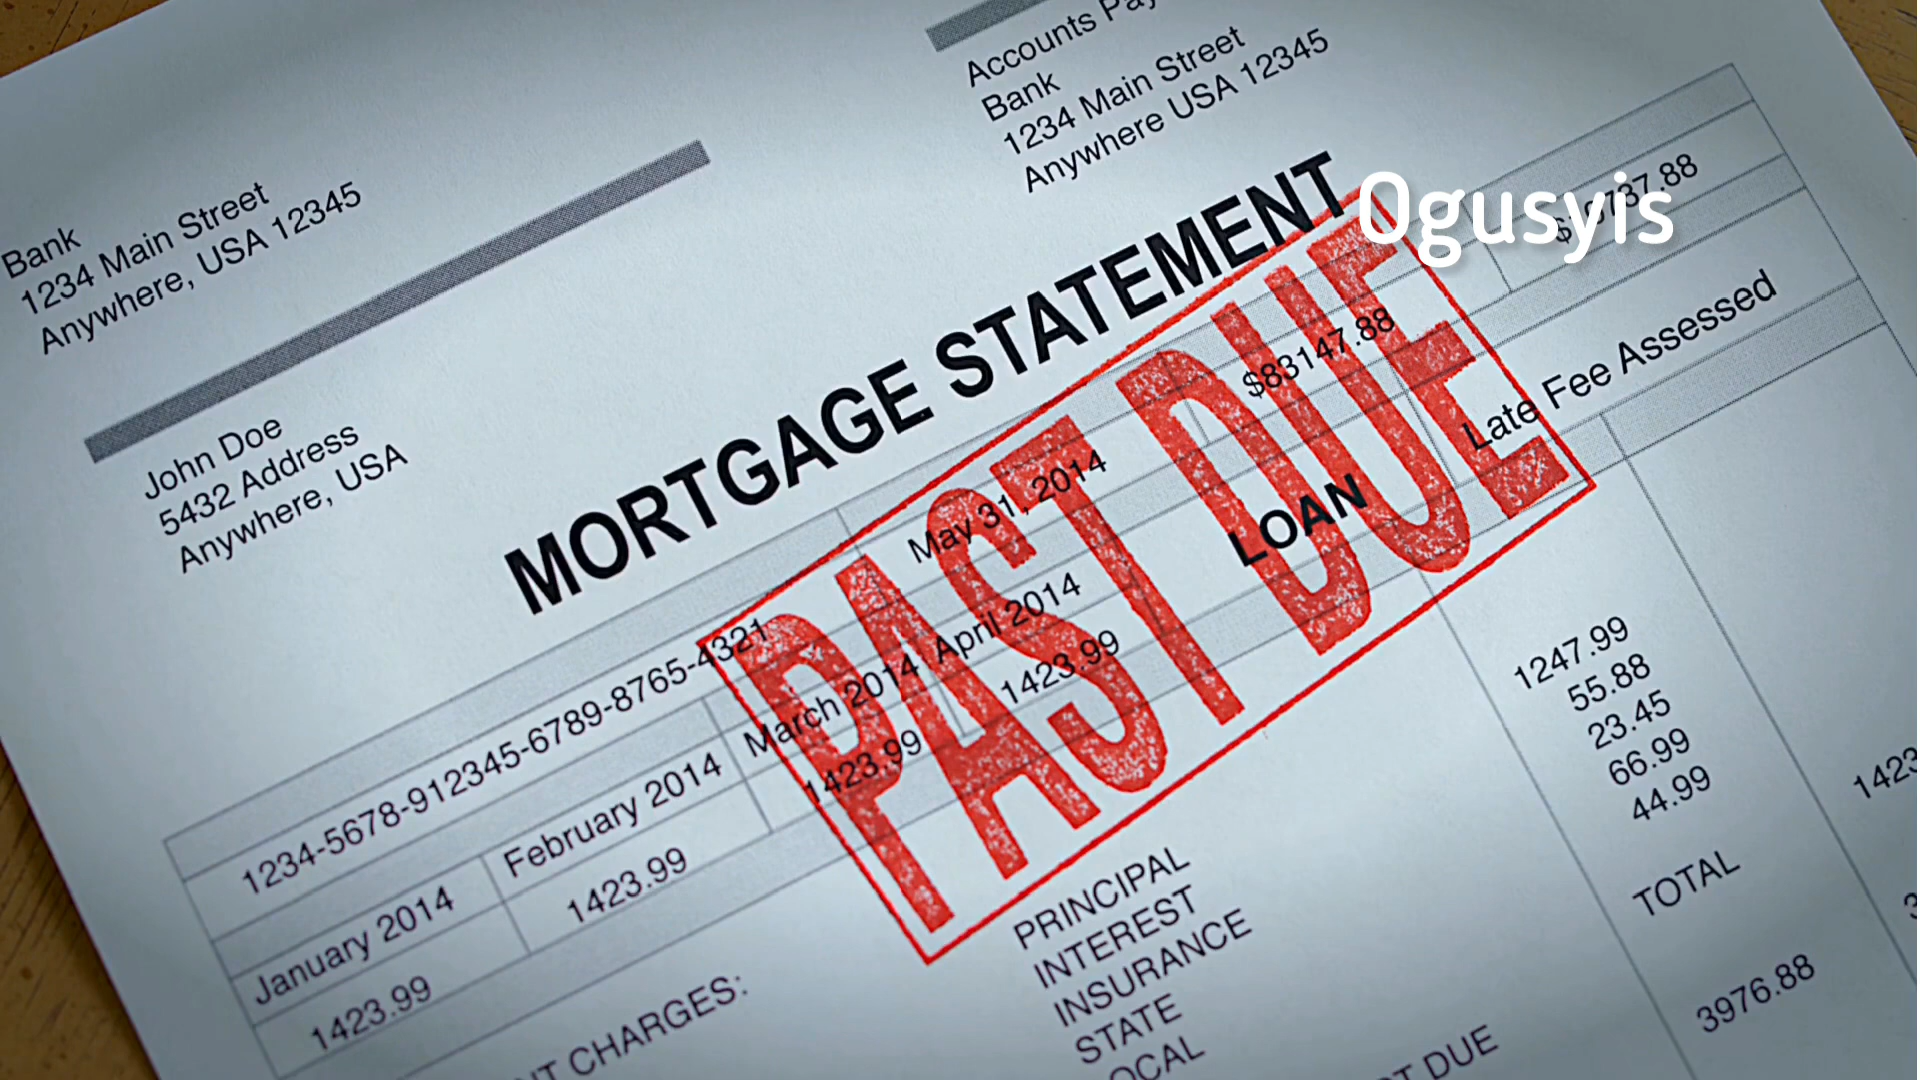 Accounts
Bank
1234 Main Street
Anywhere USA 12345
Bank
1234 Main Street
Anywhere, USA 12345
John Doe
5432 Address
Anywhere, USA
MORTGAGE STATEMENT
Ogusyis
PAST DUE
1234-5678-912345-6789-8765-4321
May 31, 2014
$83147.88
January 2014
February 2014
March 2014
April 2014
1423.99
1423.99
1423.99
1423.99
LOAN
Late Fee Assessed
CHARGES:
PRINCIPAL
INTEREST
INSURANCE
STATE
1247.99
55.88
23.45
66.99
44.99
TOTAL
DUE
3976.88